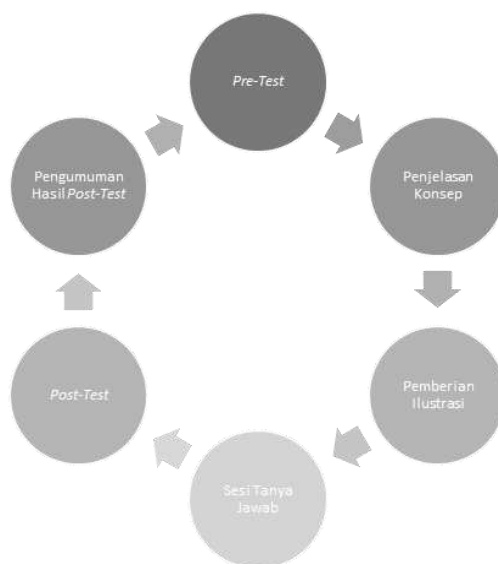 Pre-Test
Penjelasan
Konsep
Pemberian
Ilustrasi
Sesi Tanya
Jawab
Post-Test
Pengumuman
Hasil Post-Test